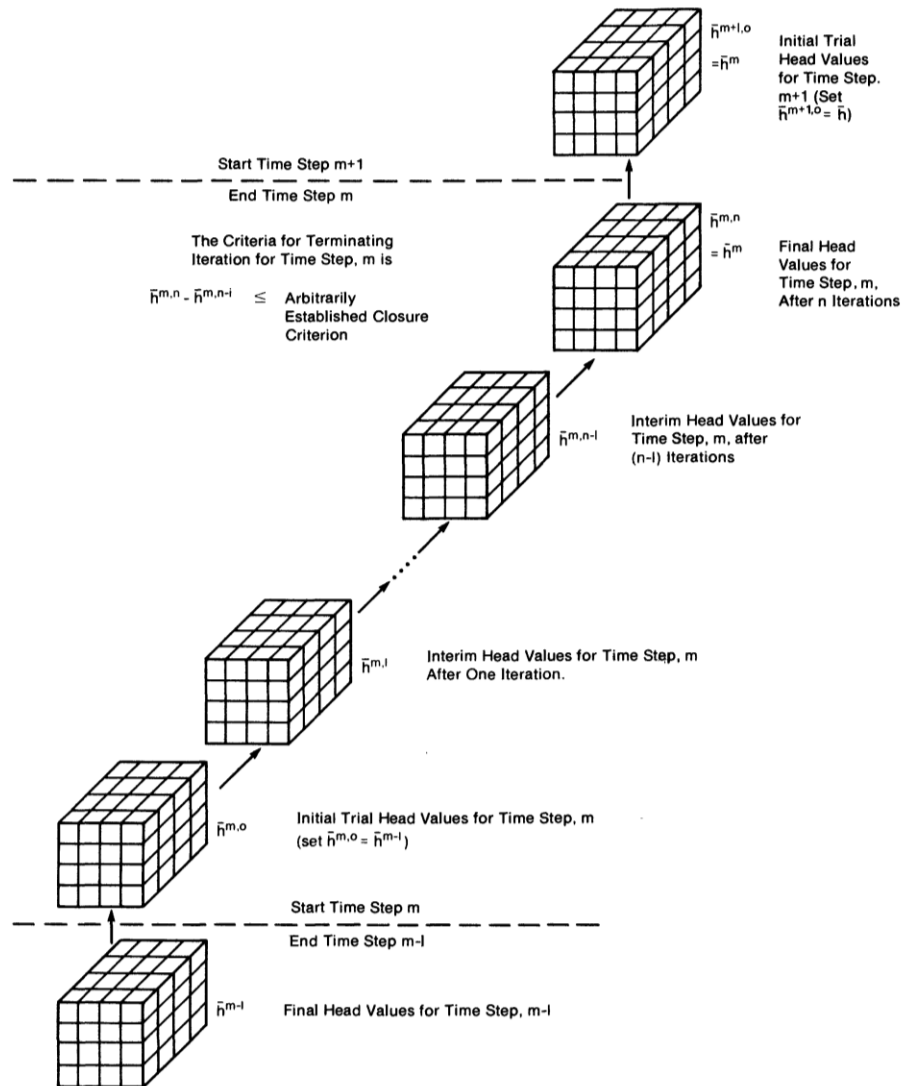 h̄m+l,o
= h̄m
Initial Trial
Head Values
for Time Step.
m+1 (Set
h̄m+1,o = h̄)
Start Time Step m+1
End Time Step m
h̄m,n
= h̄m
Final Head
Values for
Time Step, m,
After n Iterations
The Criteria for Terminating
Iteration for Time Step, m is
h̄m,n - h̄m,n-i ≤ Arbitrarily
Established Closure
Criterion
h̄m,n-l
Interim Head Values for
Time Step, m, after
(n-l) Iterations
h̄m,l
Interim Head Values for Time Step, m
After One Iteration.
h̄m,o
Initial Trial Head Values for Time Step, m
(set h̄m,o = h̄m-l)
Start Time Step m
End Time Step m-l
h̄m-l
Final Head Values for Time Step, m-l